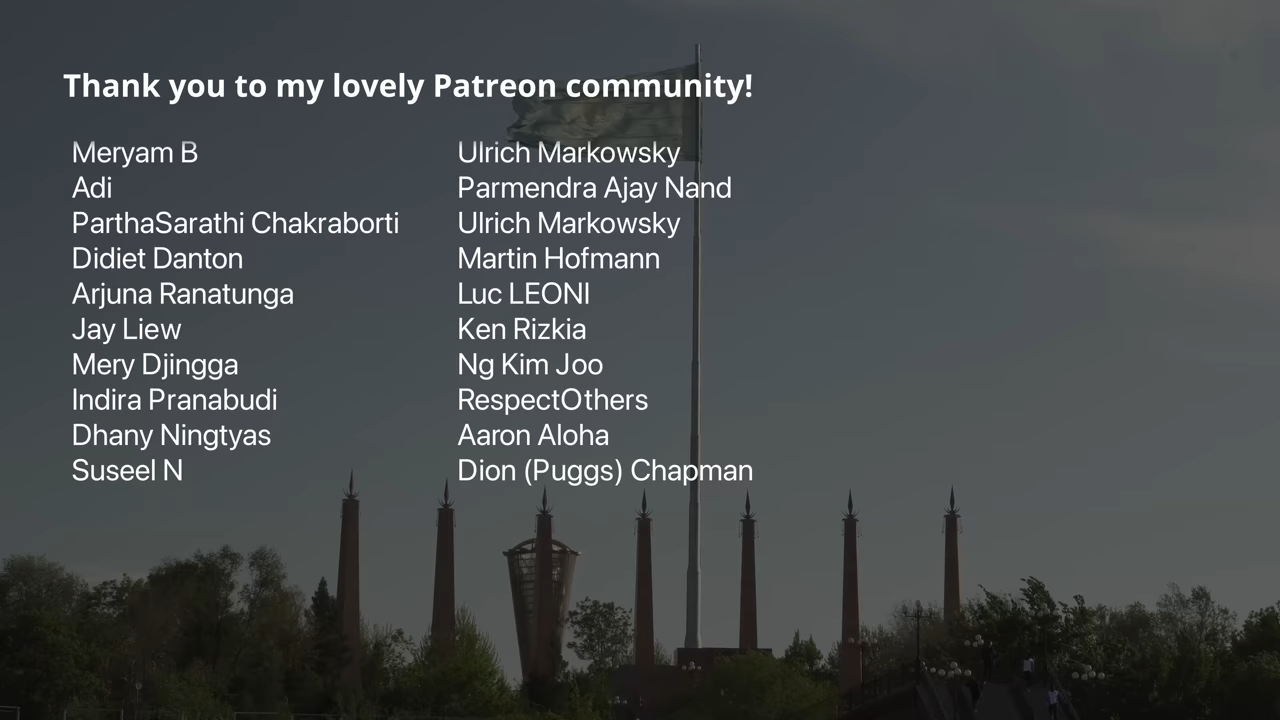 Thank you to my lovely Patreon community!
Meryam B
Adi
ParthaSarathi Chakraborti
Didiet Danton
Arjuna Ranatunga
Jay Liew
Mery Djingga
Indira Pranabudi
Dhany Ningtyas
Suseel N
Ulrich Markowsky
Parmendra Ajay Nand
Ulrich Markowsky
Martin Hofmann
Luc LEONI
Ken Rizkia
Ng Kim Joo
RespectOthers
Aaron Aloha
Dion (Puggs) Chapman